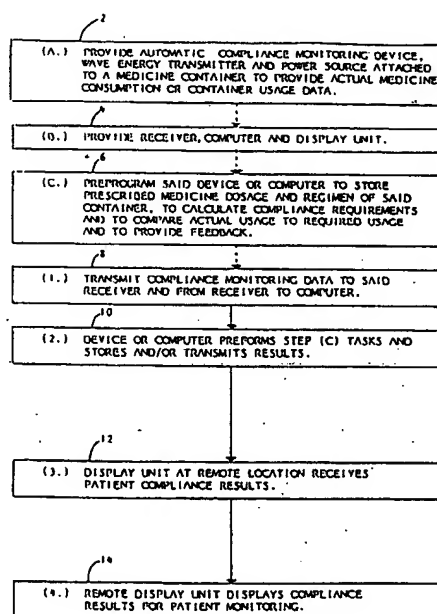 2
(A.) PROVIDE AUTOMATIC COMPLIANCE MONITORING DEVICE,
WAVE ENERGY TRANSMITTER AND POWER SOURCE ATTACHED
TO A MEDICINE CONTAINER TO PROVIDE ACTUAL MEDICINE
CONSUMPTION OR CONTAINER USAGE DATA.
4
(B.) PROVIDE RECEIVER, COMPUTER AND DISPLAY UNIT.
6
(C.) PREPROGRAM SAID DEVICE OR COMPUTER TO STORE
PRESCRIBED MEDICINE DOSAGE AND REGIMEN OF SAID
CONTAINER, TO CALCULATE COMPLIANCE REQUIREMENTS
AND TO COMPARE ACTUAL USAGE TO REQUIRED USAGE
AND TO PROVIDE FEEDBACK.
8
(1.) TRANSMIT COMPLIANCE MONITORING DATA TO SAID
RECEIVER AND FROM RECEIVER TO COMPUTER.
10
(2.) DEVICE OR COMPUTER PREFORMS STEP (C) TASKS AND
STORES AND/OR TRANSMITS RESULTS.
12
(3.) DISPLAY UNIT AT REMOTE LOCATION RECEIVES
PATIENT COMPLIANCE RESULTS.
14
(4.) REMOTE DISPLAY UNIT DISPLAYS COMPLIANCE
RESULTS FOR PATIENT MONITORING.